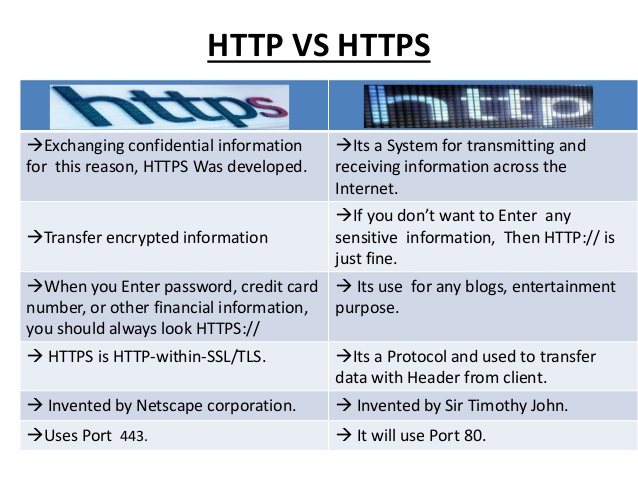 HTTP VS HTTPS
https
http
→Exchanging confidential information
for this reason, HTTPS Was developed.
→Its a System for transmitting and
receiving information across the
Internet.
→Transfer encrypted information
→If you don’t want to Enter any
sensitive information, Then HTTP:// is
just fine.
→When you Enter password, credit card
number, or other financial information,
you should always look HTTPS://
→ Its use for any blogs, entertainment
purpose.
→ HTTPS is HTTP-within-SSL/TLS.
→Its a Protocol and used to transfer
data with Header from client.
→ Invented by Netscape corporation.
→ Invented by Sir Timothy John.
→Uses Port 443.
→ It will use Port 80.